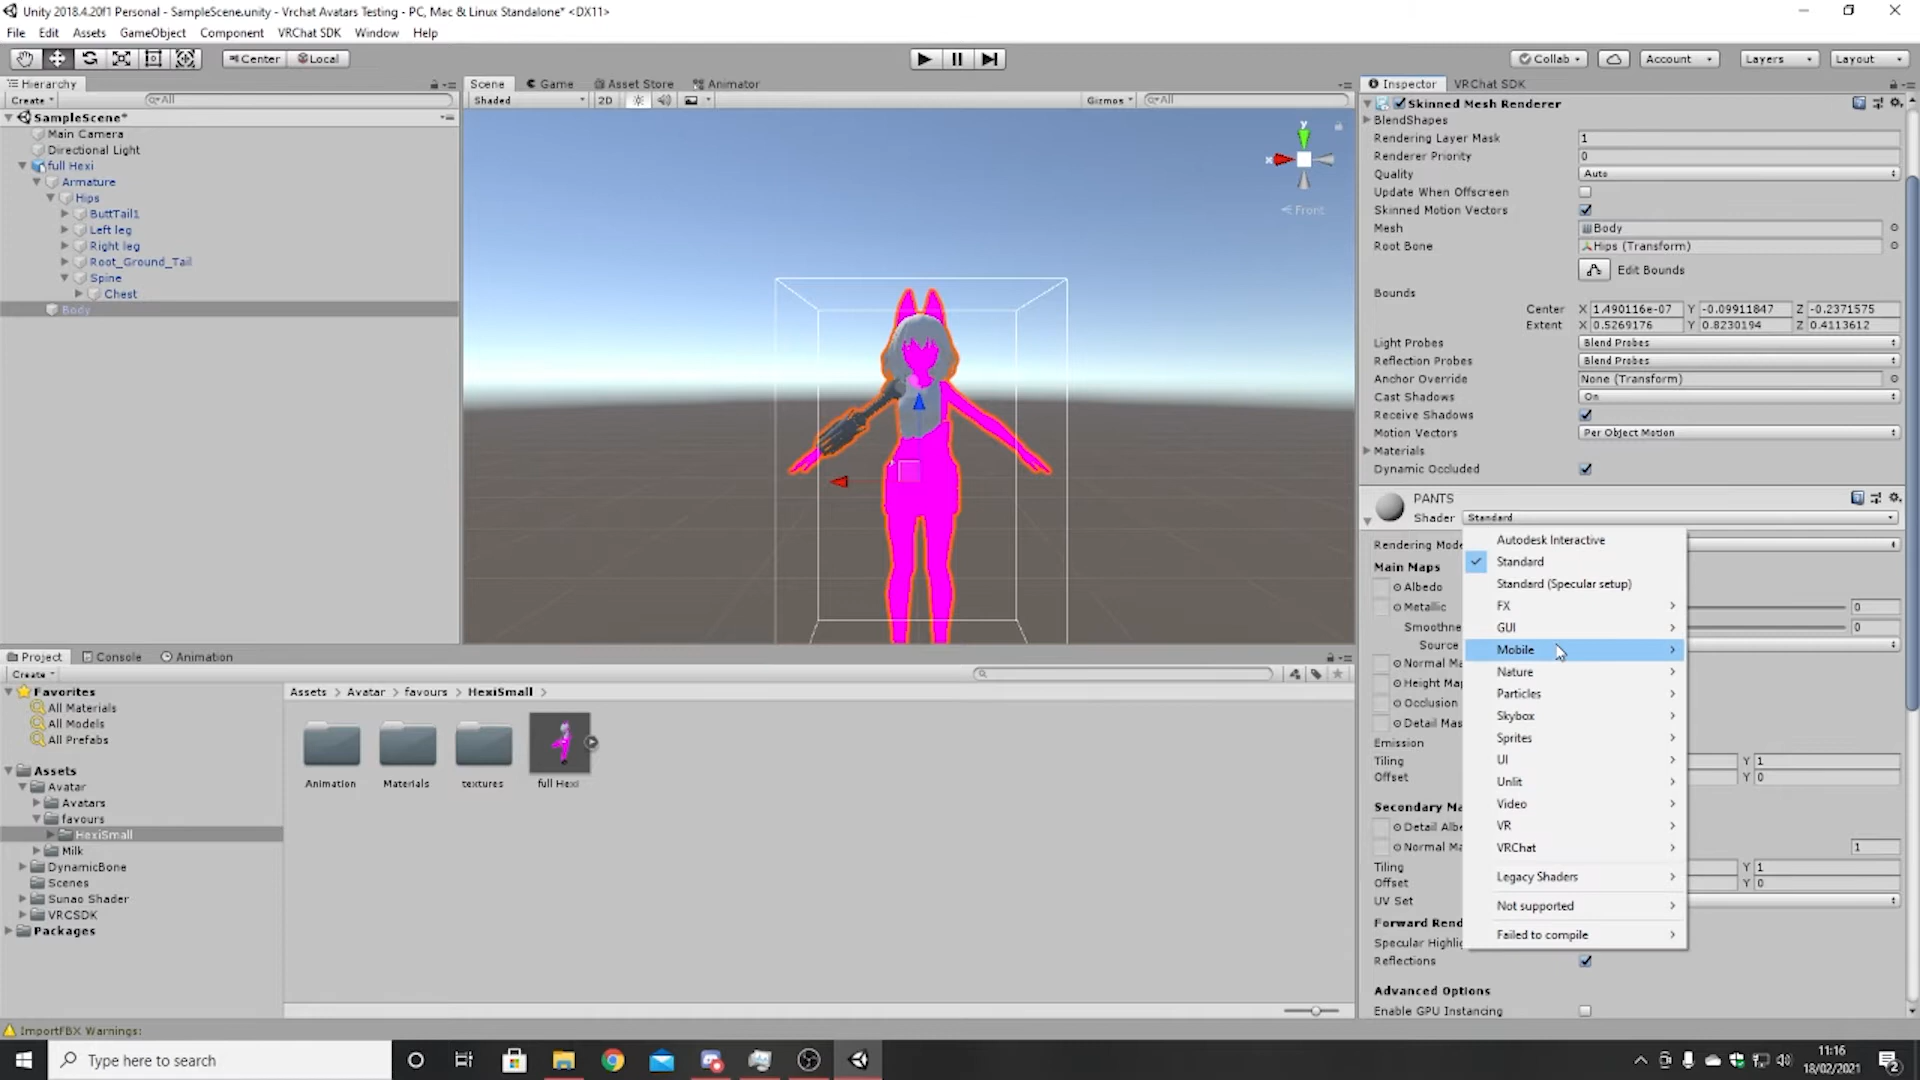 Unity 2018.4.20f1 Personal - SampleScene.unity - Vrchat Avatars Testing - PC, Mac & Linux Standalone* <DX11>
File Edit Assets GameObject Component VRChat SDK Window Help
Center Local
Collab Account Layers Layout
Hierarchy
Create All
SampleScene*
Main Camera
Directional Light
full Hexi
Armature
Hips
ButtTail1
Left leg
Right leg
Root_Ground_Tail
Spine
Chest
Body
Scene Game Asset Store Animator
Shaded 2D Gizmos All
y
x
Front
Inspector VRChat SDK
Skinned Mesh Renderer
BlendShapes
Rendering Layer Mask 1
Renderer Priority 0
Quality Auto
Update When Offscreen
Skinned Motion Vectors
Mesh Body
Root Bone Hips (Transform)
Edit Bounds
Bounds
Center X 1.490116e-07 Y -0.09911847 Z -0.2371575
Extent X 0.5269176 Y 0.8230194 Z 0.4113612
Light Probes Blend Probes
Reflection Probes Blend Probes
Anchor Override None (Transform)
Cast Shadows On
Receive Shadows
Motion Vectors Per Object Motion
Materials
Dynamic Occluded
PANTS
Shader Standard
Rendering Mode
Main Maps
Albedo
Metallic 0
Smoothne 0
Source
Normal Ma
Height Map
Occlusion
Detail Mas
Emission
Tiling Y 1
Offset Y 0
Secondary Ma
Detail Albe
Normal Ma 1
Tiling Y 1
Offset Y 0
UV Set
Forward Rend
Specular Highlig
Reflections
Advanced Options
Enable GPU Instancing
Autodesk Interactive
Standard
Standard (Specular setup)
FX
GUI
Mobile
Nature
Particles
Skybox
Sprites
UI
Unlit
Video
VR
VRChat
Legacy Shaders
Not supported
Failed to compile
Project Console Animation
Create
Favorites
All Materials
All Models
All Prefabs
Assets
Avatar
Avatars
favours
HexiSmall
Milk
DynamicBone
Scenes
Sunao Shader
VRCSDK
Packages
Assets > Avatar > favours > HexiSmall >
Animation Materials textures full Hexi
ImportFBX Warnings:
Type here to search
11:16
18/02/2021
2